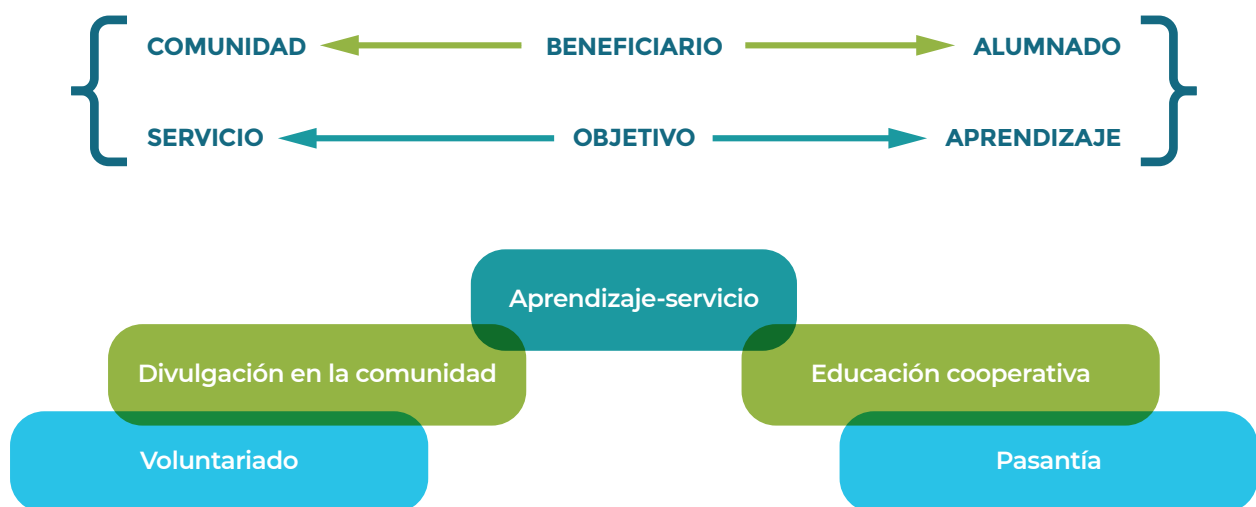 COMUNIDAD BENEFICIARIO ALUMNADO
SERVICIO OBJETIVO APRENDIZAJE
Aprendizaje-servicio
Divulgación en la comunidad Educación cooperativa
Voluntariado Pasantía